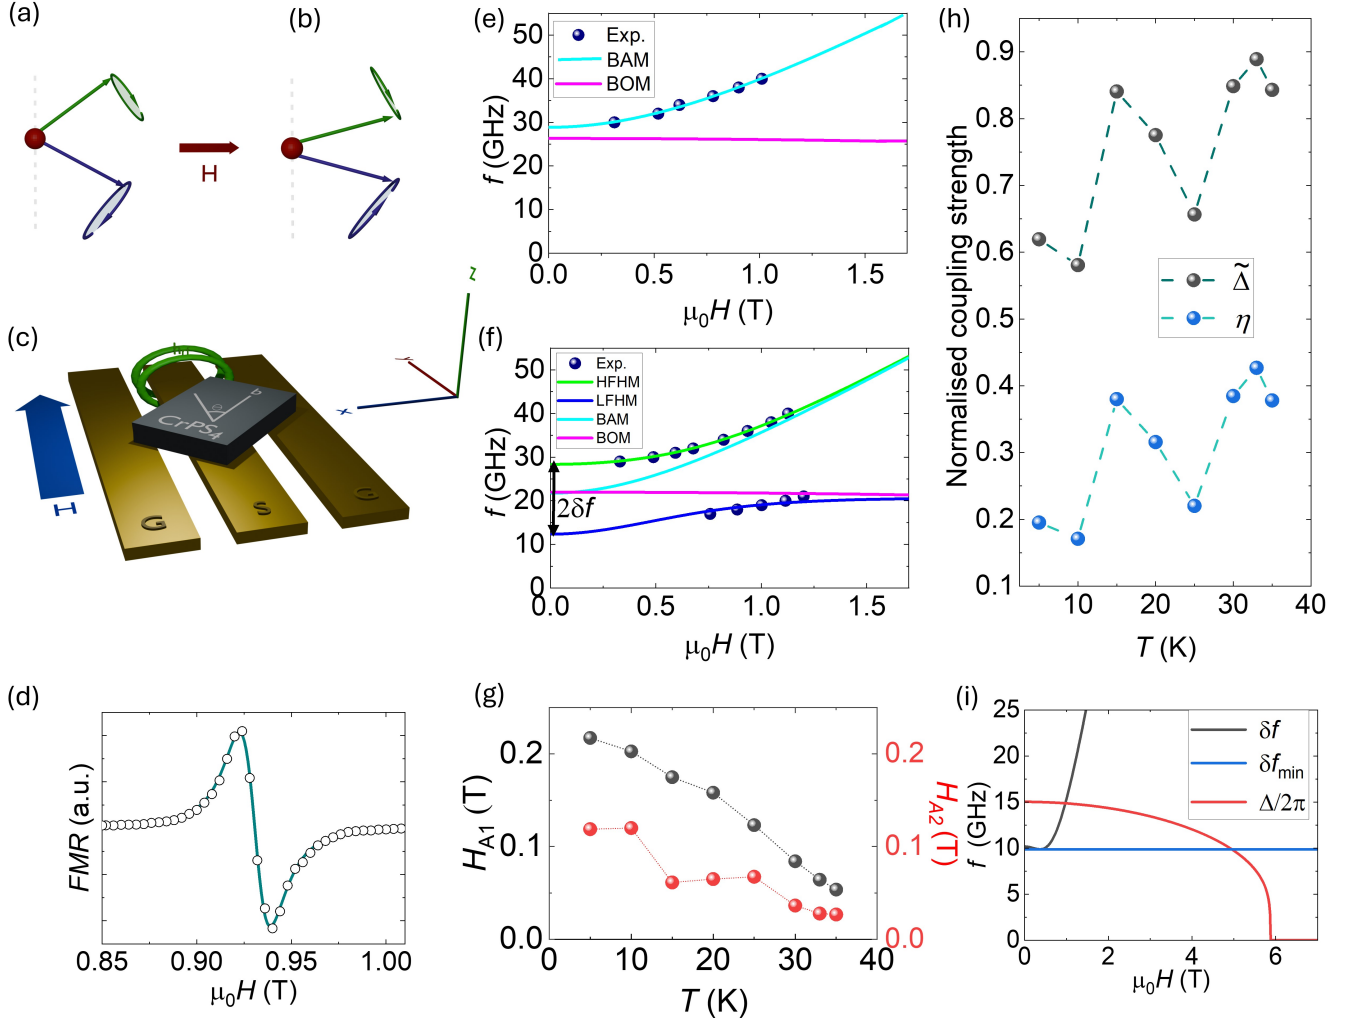 (a)
(b)
H
(c)
hrf
b
CrPS4
G
S
G
H
x
y
z
(d)
FMR (a.u.)
0.85
0.90
0.95
1.00
μ0H (T)
(e)
50
40
30
20
10
0
f (GHz)
Exp.
BAM
BOM
0.0
0.5
1.0
1.5
μ0H (T)
(f)
50
40
30
20
10
0
f (GHz)
Exp.
HFHM
LFHM
BAM
BOM
2δf
0.0
0.5
1.0
1.5
μ0H (T)
(g)
0.2
0.1
0.0
HA1 (T)
0.2
0.1
0.0
HA2 (T)
0
10
20
30
40
T (K)
(h)
0.9
0.8
0.7
0.6
0.5
0.4
0.3
0.2
0.1
Normalised coupling strength
Δ̃
η
10
20
30
40
T (K)
(i)
25
20
15
10
5
0
f (GHz)
δf
δfmin
Δ/2π
0
2
4
6
μ0H (T)